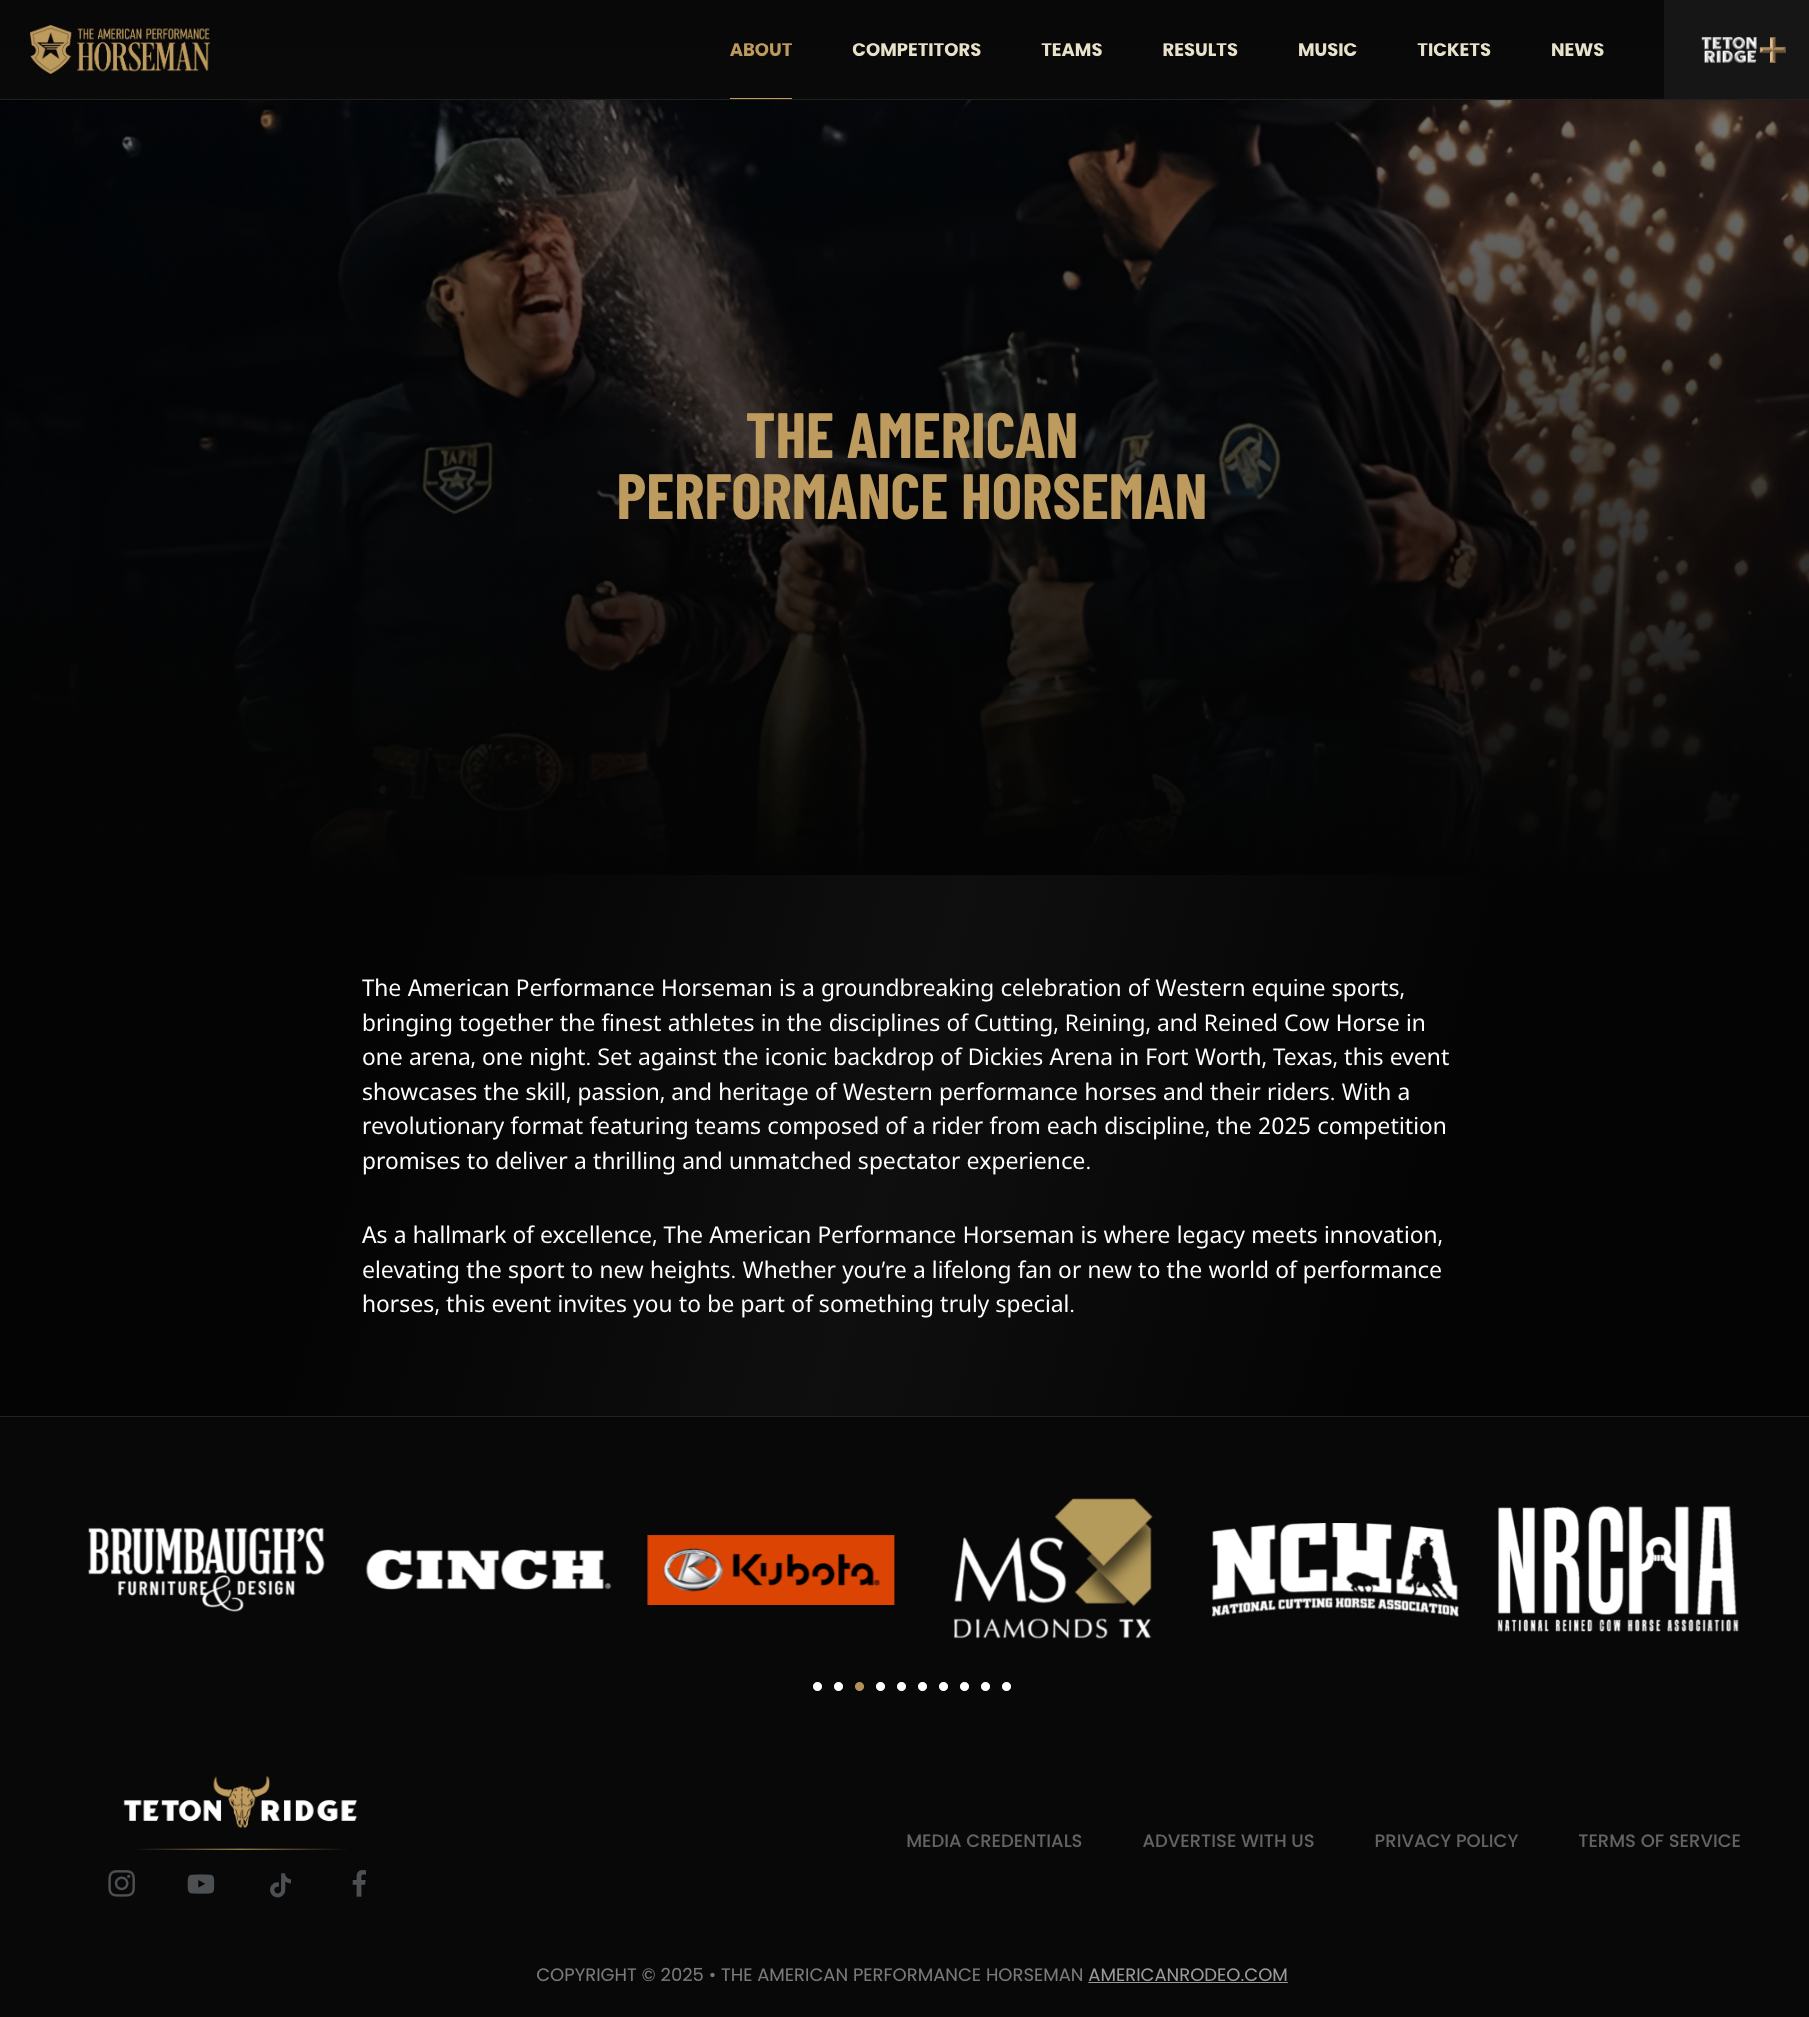 THE AMERICAN PERFORMANCE
HORSEMAN
ABOUT
COMPETITORS
TEAMS
RESULTS
MUSIC
TICKETS
NEWS
TETON
RIDGE
TAPH
THE AMERICAN
PERFORMANCE HORSEMAN
The American Performance Horseman is a groundbreaking celebration of Western equine sports,
bringing together the finest athletes in the disciplines of Cutting, Reining, and Reined Cow Horse in
one arena, one night. Set against the iconic backdrop of Dickies Arena in Fort Worth, Texas, this event
showcases the skill, passion, and heritage of Western performance horses and their riders. With a
revolutionary format featuring teams composed of a rider from each discipline, the 2025 competition
promises to deliver a thrilling and unmatched spectator experience.
As a hallmark of excellence, The American Performance Horseman is where legacy meets innovation,
elevating the sport to new heights. Whether you’re a lifelong fan or new to the world of performance
horses, this event invites you to be part of something truly special.
BRUMBAUGH'S
FURNITURE & DESIGN
CINCH
Kubota
MS
DIAMONDS TX
NCHA
NATIONAL CUTTING HORSE ASSOCIATION
NRCHA
NATIONAL REINED COW HORSE ASSOCIATION
TETON RIDGE
MEDIA CREDENTIALS
ADVERTISE WITH US
PRIVACY POLICY
TERMS OF SERVICE
COPYRIGHT © 2025 • THE AMERICAN PERFORMANCE HORSEMAN AMERICANRODEO.COM